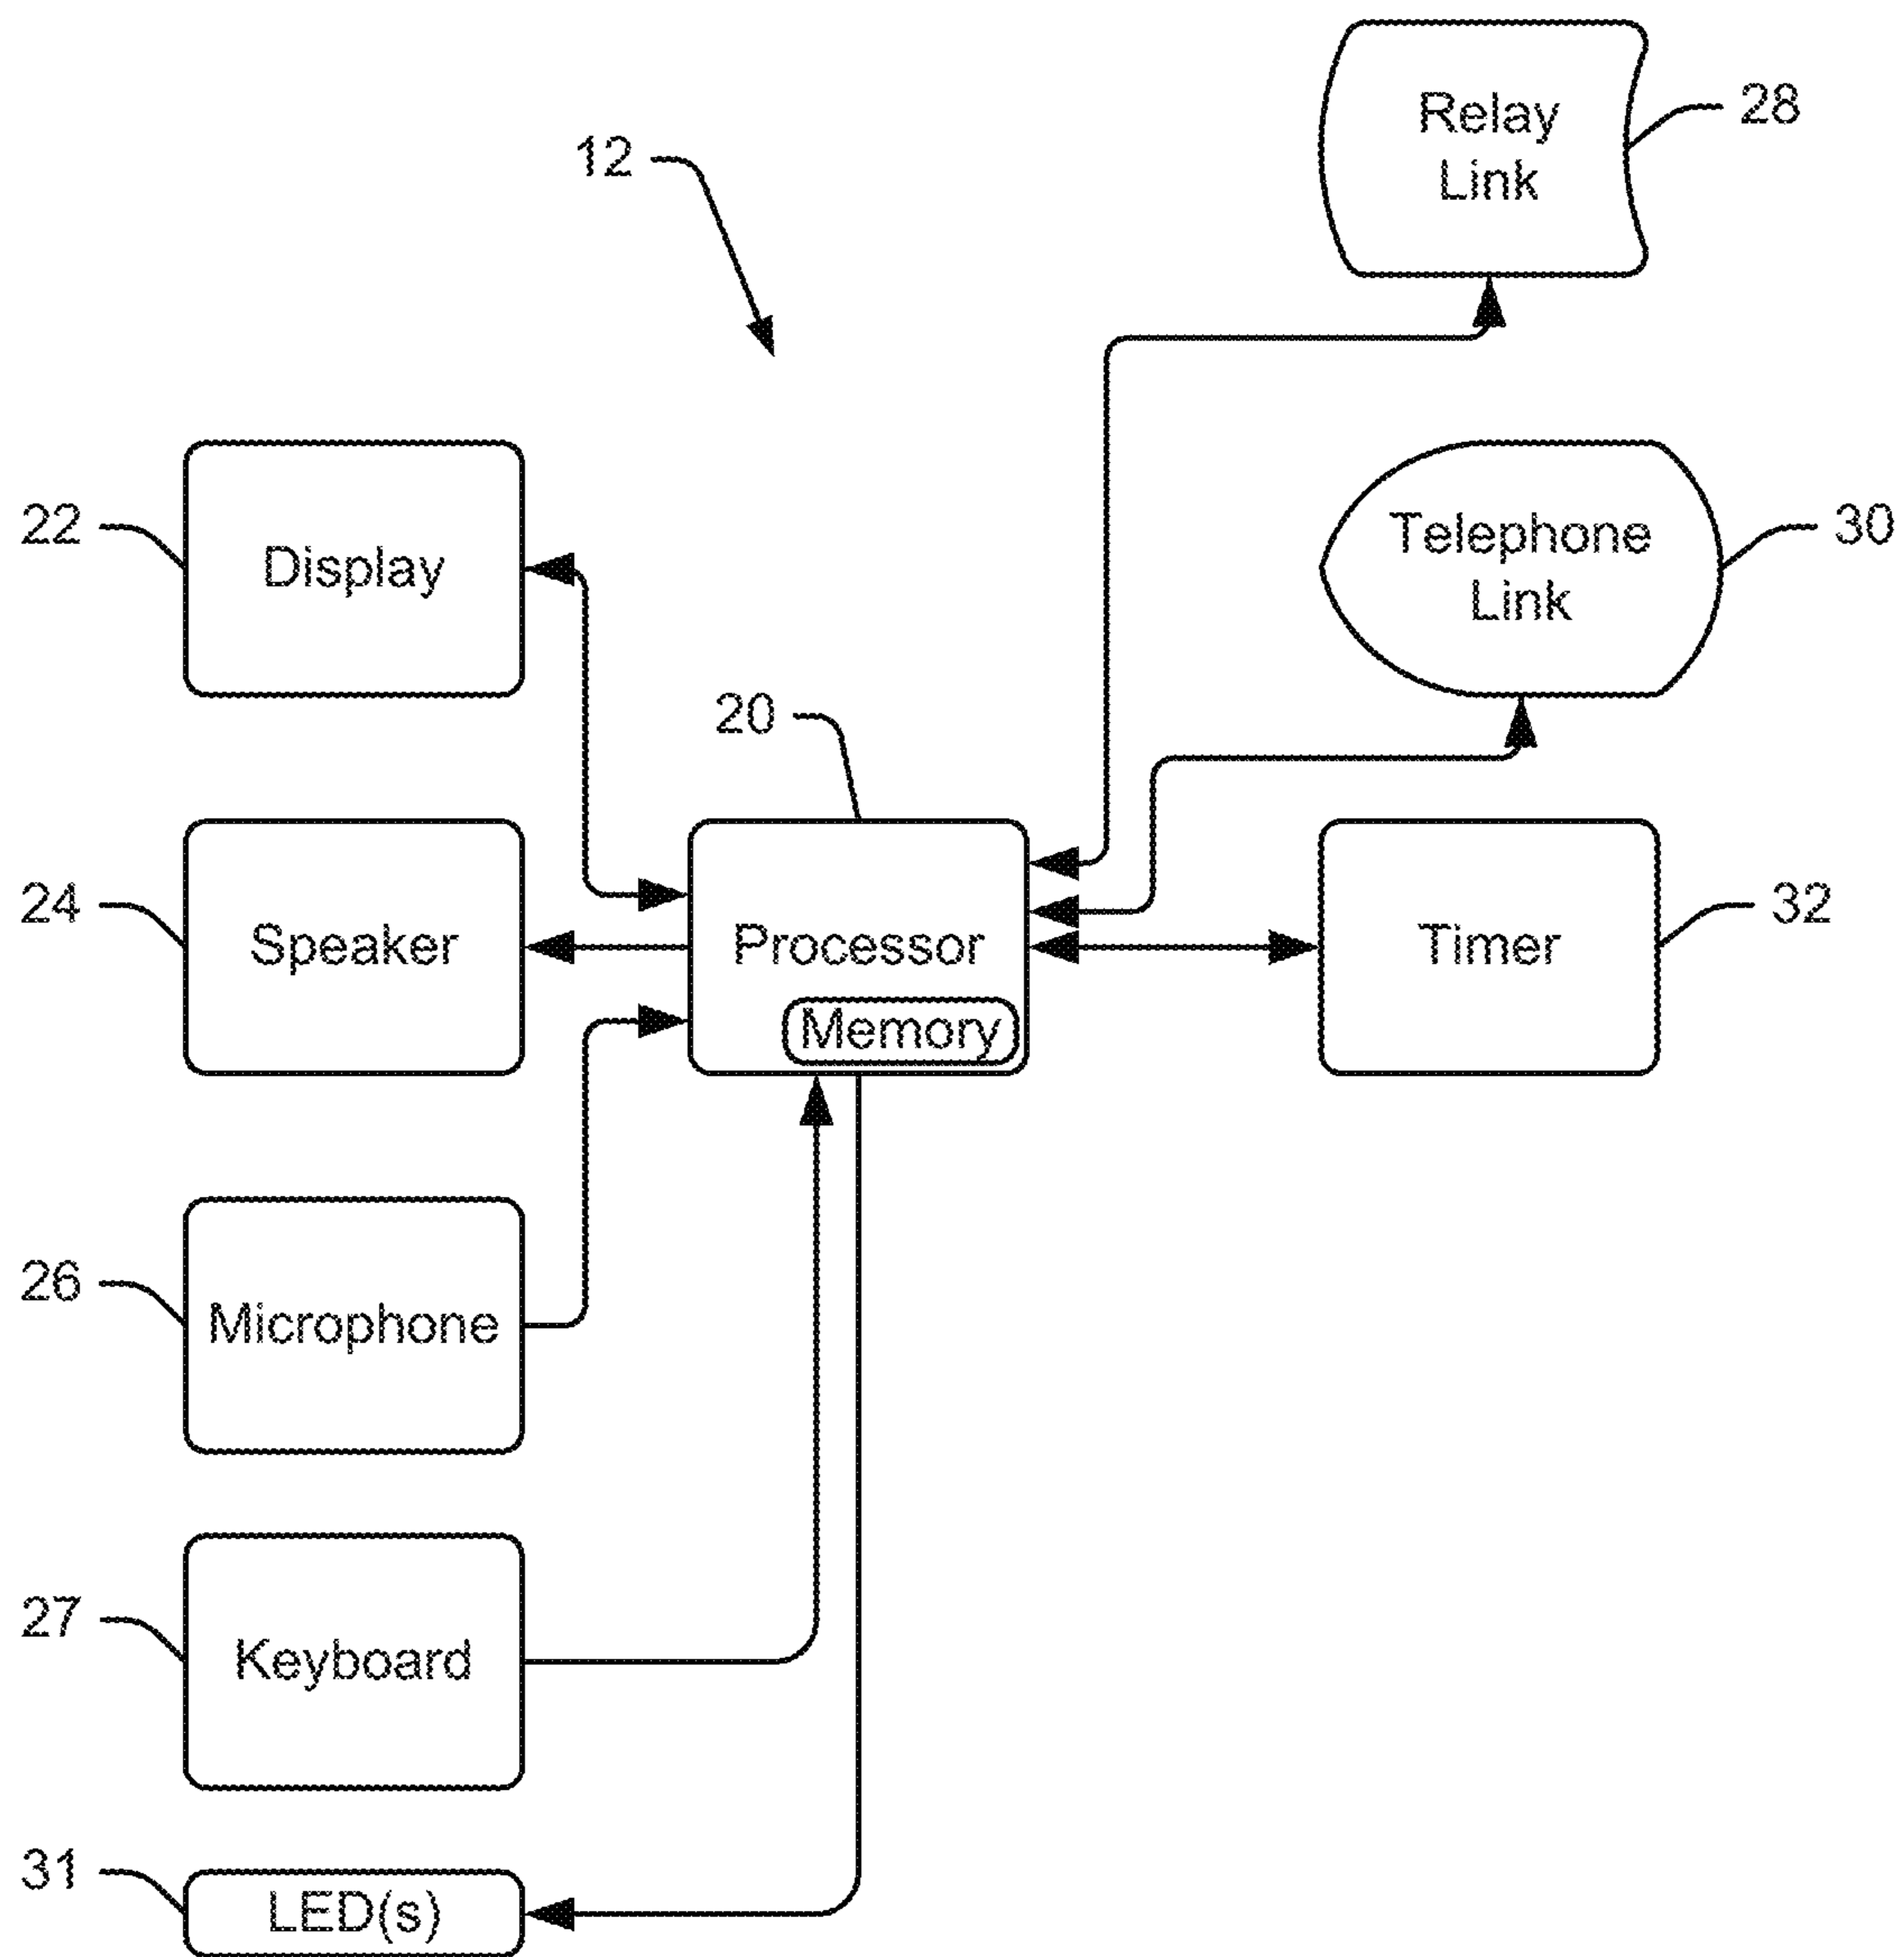 Relay
Link
28
12
22
Display
Telephone
Link
30
20
24
Speaker
Processor
Memory
Timer
32
26
Microphone
27
Keyboard
31
LED(s)